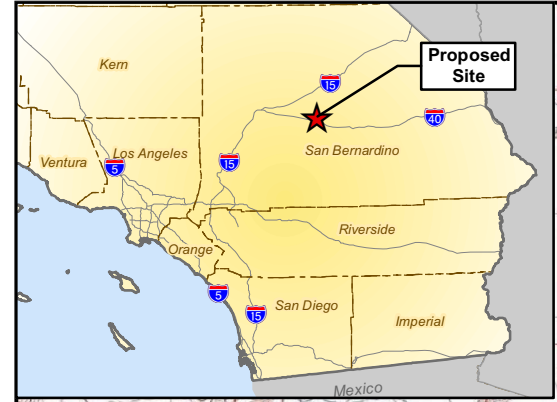 Kern
15
Proposed
Site
40
Ventura
Los Angeles
5
15
San Bernardino
Orange
Riverside
5
San Diego
15
Imperial
Mexico